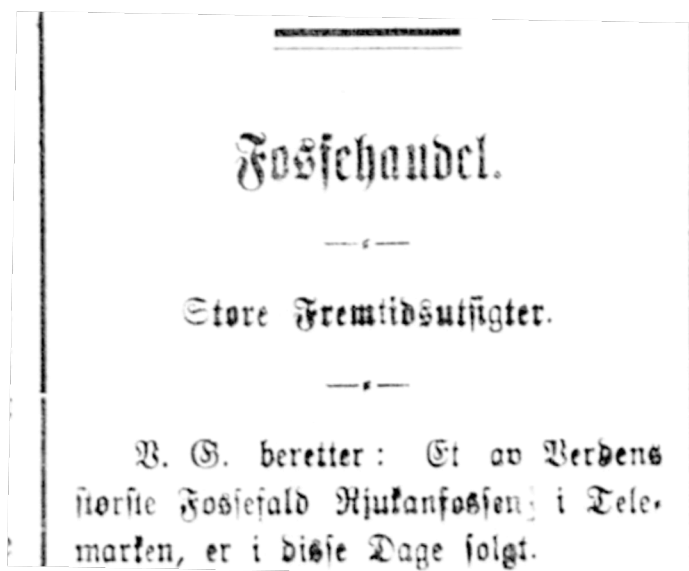 Fossehandel.
Store Fremtidsutsigter.
V. G. beretter: Et av Verdens
største Fossefald Rjukanfossen, i Tele-
marken, er i disse Dage solgt.